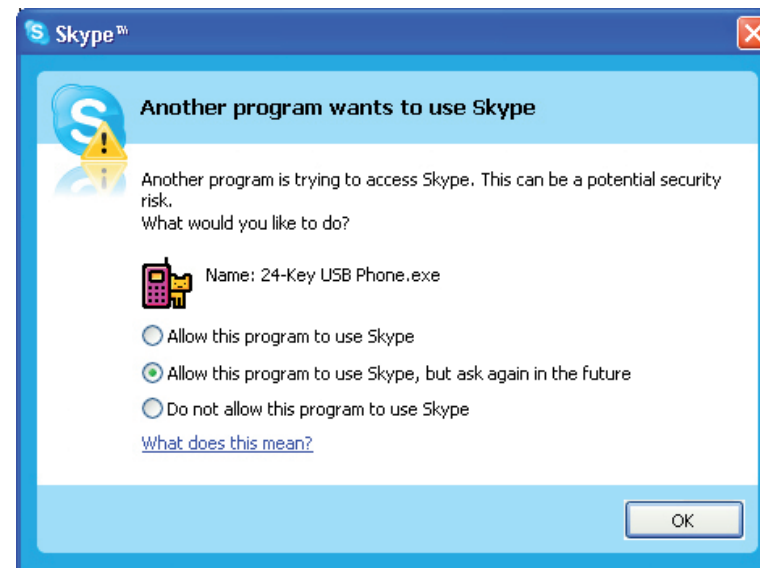 Skype™
Another program wants to use Skype
Another program is trying to access Skype. This can be a potential security
risk.
What would you like to do?
Name: 24-Key USB Phone.exe
Allow this program to use Skype
Allow this program to use Skype, but ask again in the future
Do not allow this program to use Skype
What does this mean?
OK